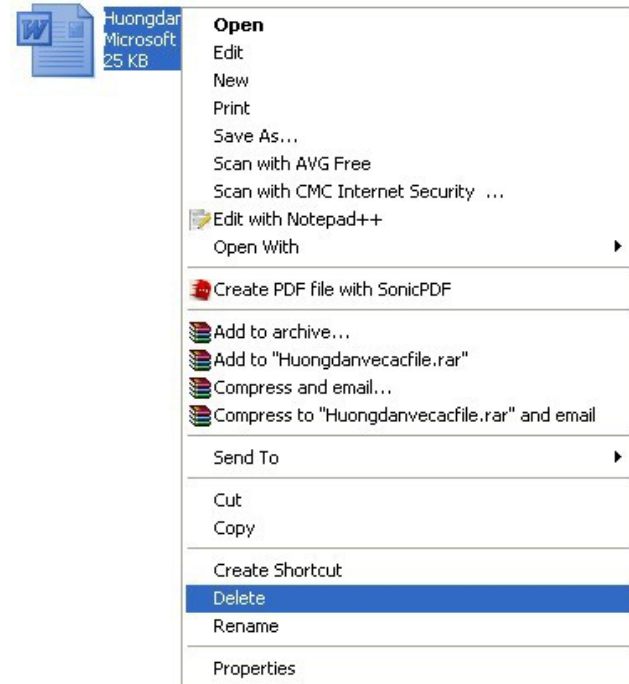 Huongdan
Microsoft
25 KB
Open
Edit
New
Print
Save As...
Scan with AVG Free
Scan with CMC Internet Security ...
Edit with Notepad++
Open With
Create PDF file with SonicPDF
Add to archive...
Add to "Huongdanvecacfile.rar"
Compress and email...
Compress to "Huongdanvecacfile.rar" and email
Send To
Cut
Copy
Create Shortcut
Delete
Rename
Properties